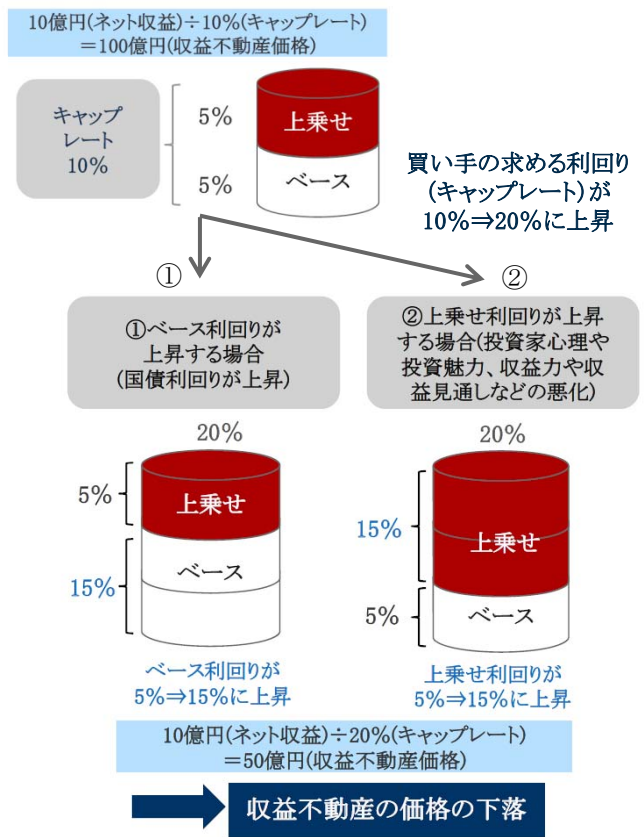 10億円(ネット収益)÷10%(キャップレート)
＝100億円(収益不動産価格)
キャップ
レート
10%
5%
上乗せ
5%
ベース
買い手の求める利回り
(キャップレート)が
10%⇒20%に上昇
①
②
①ベース利回りが
上昇する場合
(国債利回りが上昇)
②上乗せ利回りが上昇
する場合(投資家心理や
投資魅力、収益力や収
益見通しなどの悪化)
20%
5%
上乗せ
15%
ベース
20%
15%
上乗せ
5%
ベース
ベース利回りが
5%⇒15%に上昇
上乗せ利回りが
5%⇒15%に上昇
10億円(ネット収益)÷20%(キャップレート)
＝50億円(収益不動産価格)
収益不動産の価格の下落